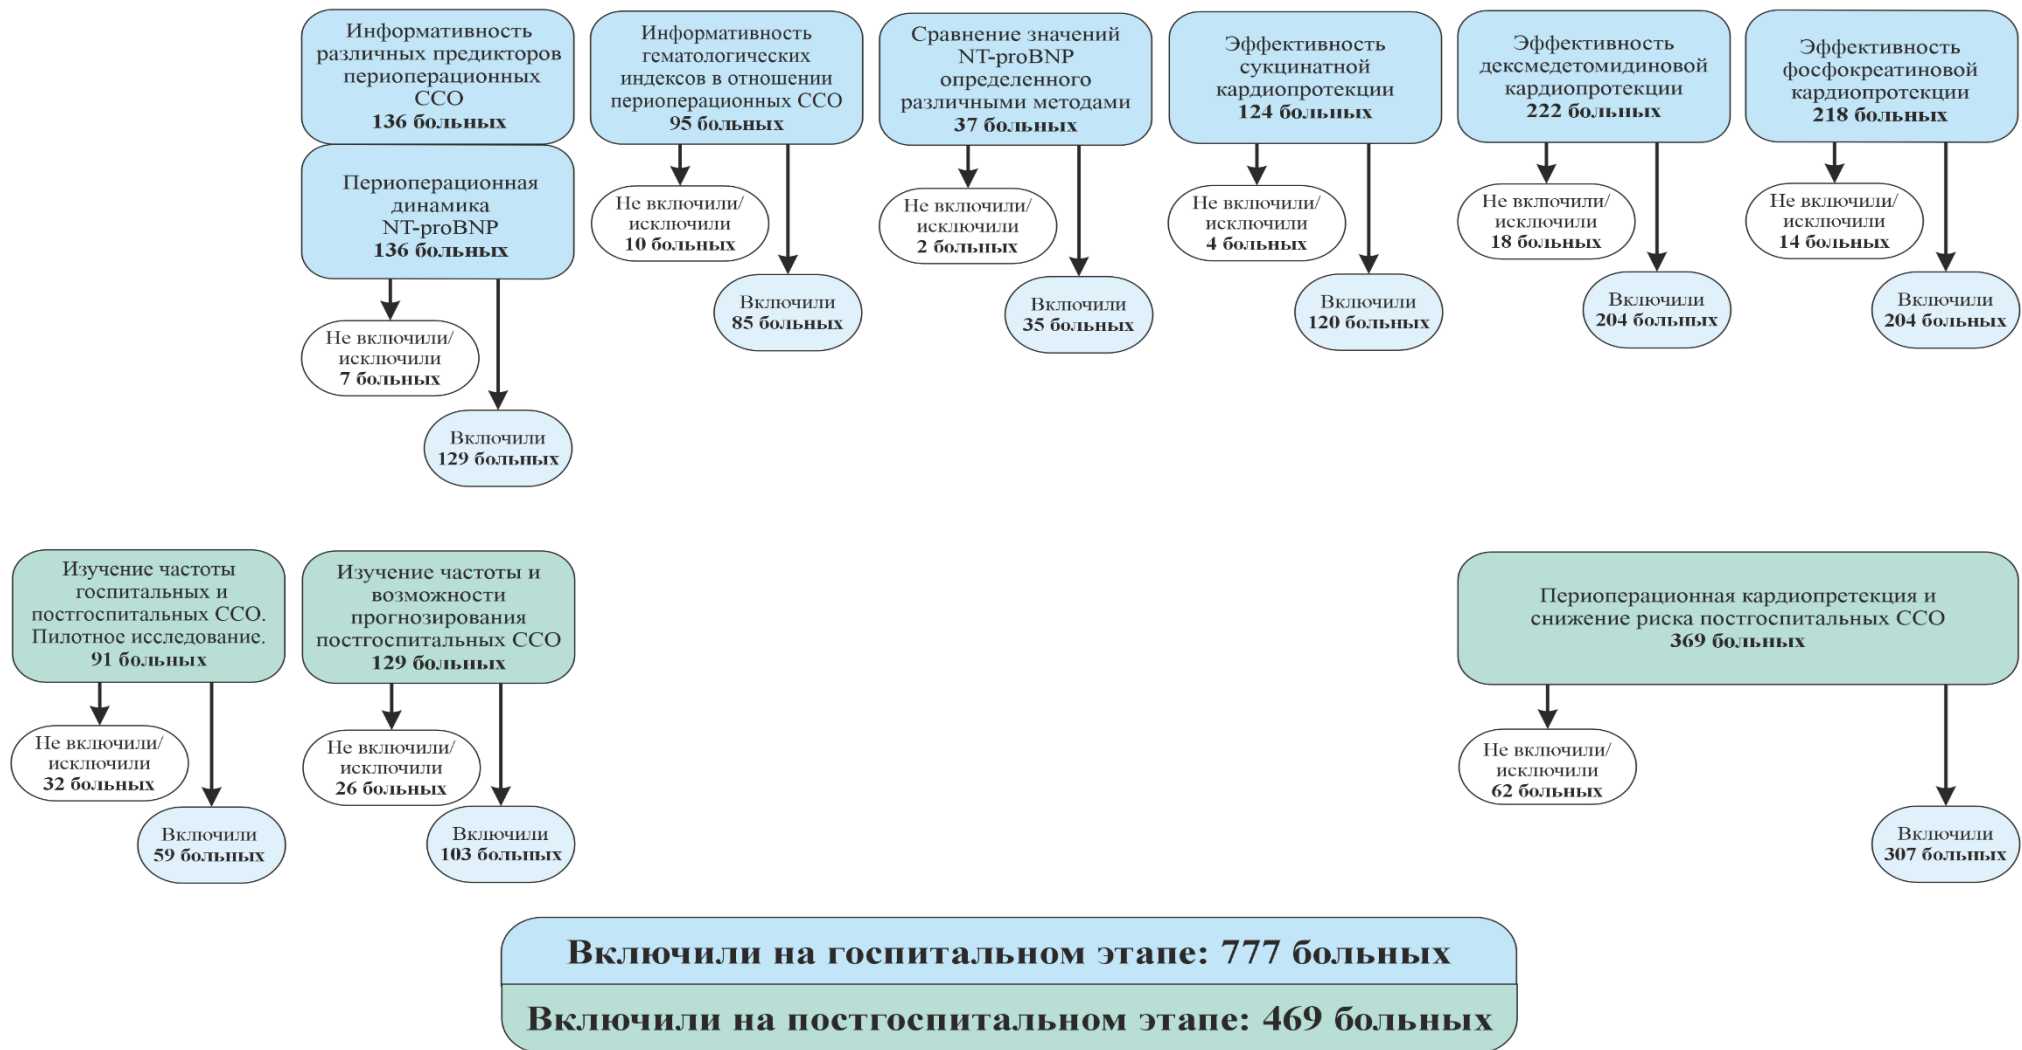 Информативность
различных предикторов
периоперационных
ССО
136 больных
Периоперационная
динамика
NT-proBNP
136 больных
Не включили/
исключили
7 больных
Включили
129 больных
Информативность
гематологических
индексов в отношении
периоперационных ССО
95 больных
Не включили/
исключили
10 больных
Включили
85 больных
Сравнение значений
NT-proBNP
определенного
различными методами
37 больных
Не включили/
исключили
2 больных
Включили
35 больных
Эффективность
сукцинатной
кардиопротекции
124 больных
Не включили/
исключили
4 больных
Включили
120 больных
Эффективность
дексмедетомидиновой
кардиопротекции
222 больных
Не включили/
исключили
18 больных
Включили
204 больных
Эффективность
фосфокреатиновой
кардиопротекции
218 больных
Не включили/
исключили
14 больных
Включили
204 больных
Изучение частоты
госпитальных и
постгоспитальных ССО.
Пилотное исследование.
91 больных
Не включили/
исключили
32 больных
Включили
59 больных
Изучение частоты и
возможности
прогнозирования
постгоспитальных ССО
129 больных
Не включили/
исключили
26 больных
Включили
103 больных
Периоперационная кардиопретекция и
снижение риска постгоспитальных ССО
369 больных
Не включили/
исключили
62 больных
Включили
307 больных
Включили на госпитальном этапе: 777 больных
Включили на постгоспитальном этапе: 469 больных